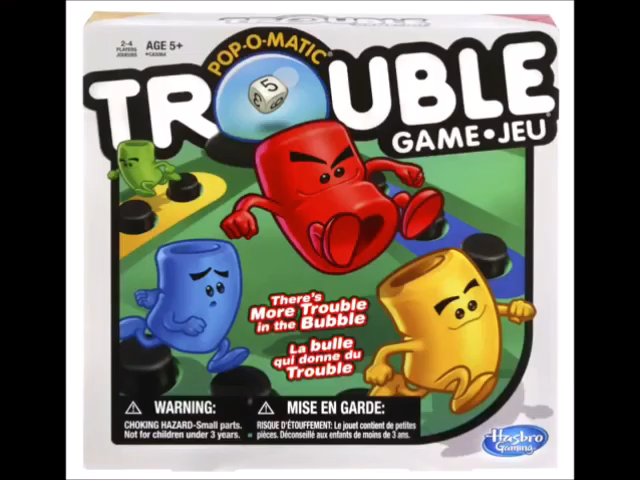 TROUBLE
2-4
PLAYERS
JOUEURS
AGE 5+
POP-O-MATIC
TROUBLE
GAME•JEU
5
There's
More Trouble
in the Bubble
La bulle
qui donne du
Trouble
⚠ WARNING:
CHOKING HAZARD-Small parts.
Not for children under 3 years.
⚠ MISE EN GARDE:
RISQUE D'ÉTOUFFEMENT: Le jouet contient de petites
pièces. Déconseillé aux enfants de moins de 3 ans.
Hasbro
Gaming